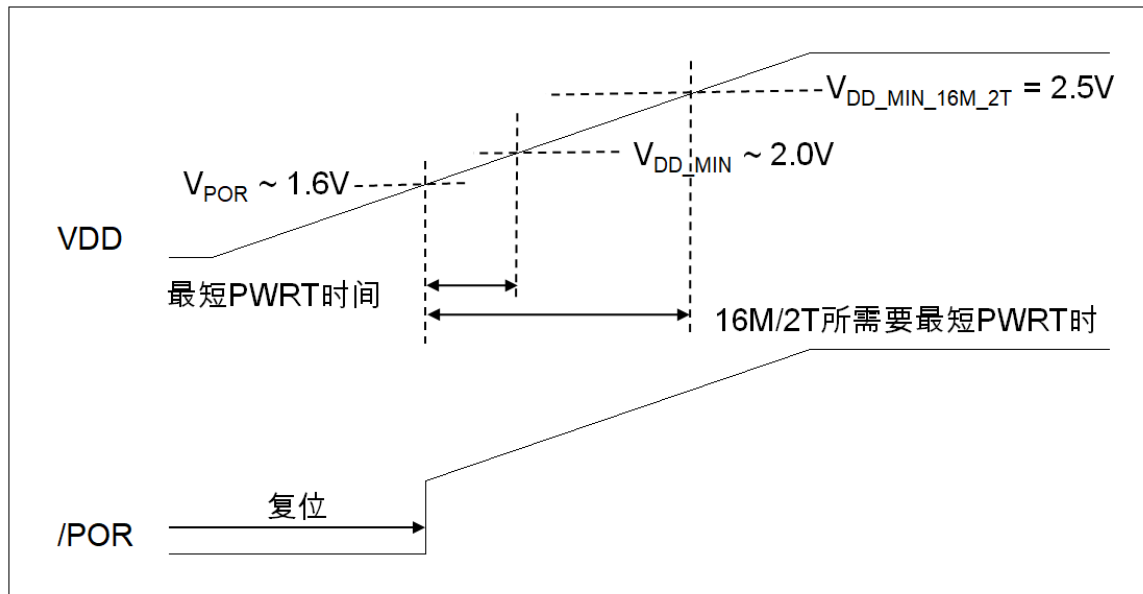 V_DD_MIN_16M_2T = 2.5V
V_DD_MIN ~ 2.0V
V_POR ~ 1.6V
VDD
最短PWRT时间
16M/2T所需要最短PWRT时
复位
/POR